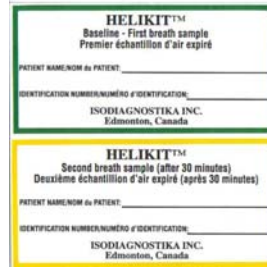 HELIKIT™
Baseline - First breath sample
Premier échantillon d'air expiré
PATIENT NAME/NOM du PATIENT:
IDENTIFICATION NUMBER/NUMÉRO d'IDENTIFICATION:
ISODIAGNOSTIKA INC.
Edmonton, Canada
HELIKIT™
Second breath sample (after 30 minutes)
Deuxième échantillon d'air expiré (après 30 minutes)
PATIENT NAME/NOM du PATIENT:
IDENTIFICATION NUMBER/NUMÉRO d'IDENTIFICATION:
ISODIAGNOSTIKA INC.
Edmonton, Canada